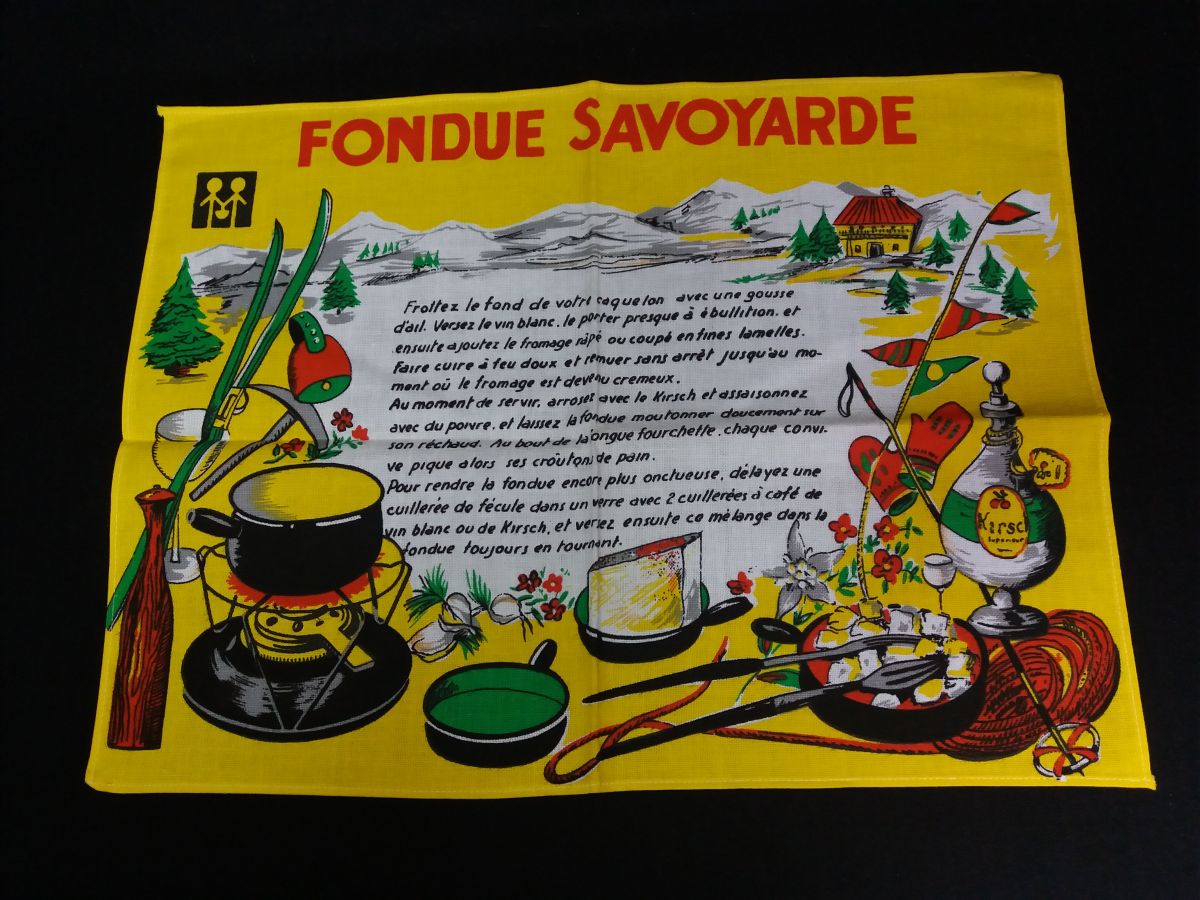 FONDUE SAVOYARDE
Frottez le fond de votre caquelon avec une gousse
d'ail. Versez le vin blanc, le porter presque à ébullition, et
ensuite ajoutez le fromage râpé ou coupé en fines lamelles.
Faire cuire à feu doux et remuer sans arrêt jusqu'au mo-
ment où le fromage est devenu cremeux.
Au moment de servir, arrosez avec le Kirsch et assaisonnez
avec du poivre, et laissez la fondue moutonner doucement sur
son réchaud. Au bout de la longue fourchette, chaque convi-
ve pique alors ses croûtons de pain.
Pour rendre la fondue encore plus onctueuse, délayez une
cuillerée de fécule dans un verre avec 2 cuillerées à café de
vin blanc ou de Kirsch, et versez ensuite ce mélange dans la
fondue toujours en tournant.
Kirsch